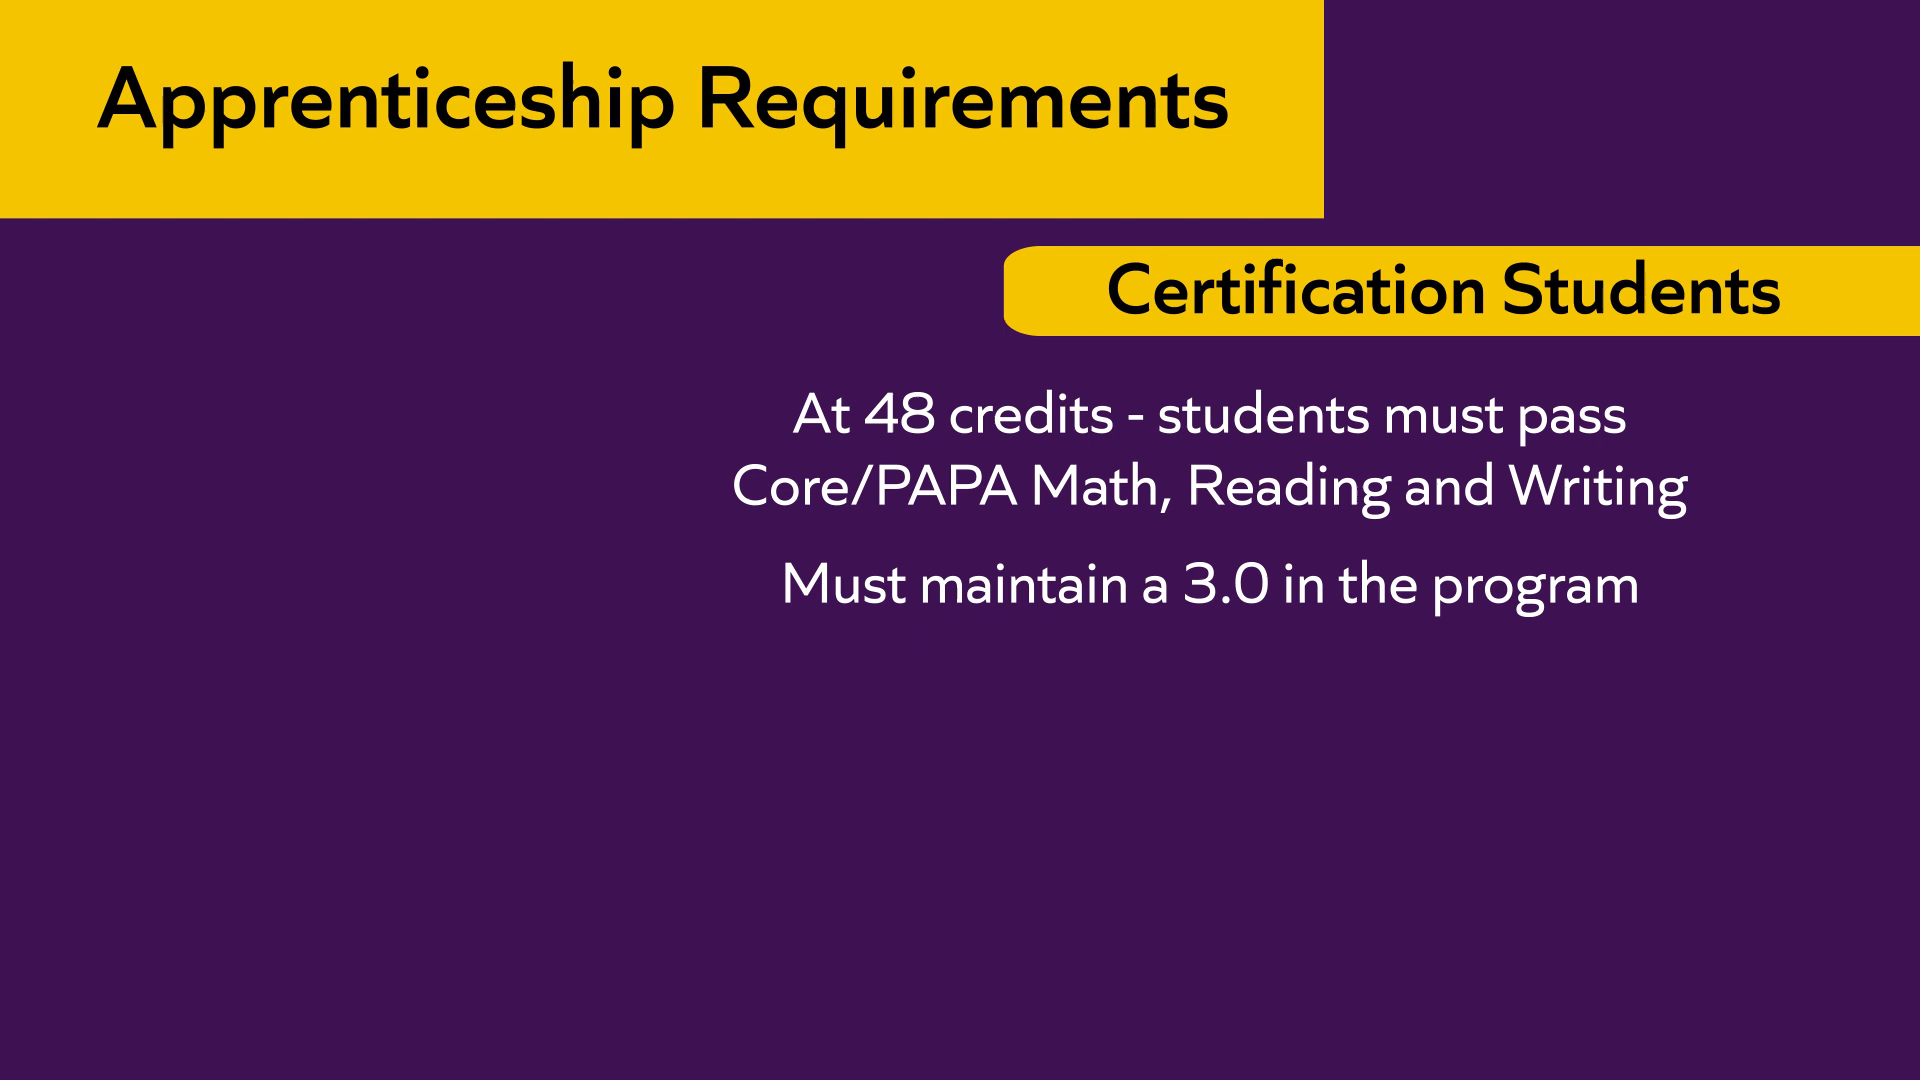 Apprenticeship Requirements
Certification Students
At 48 credits - students must pass
Core/PAPA Math, Reading and Writing
Must maintain a 3.0 in the program